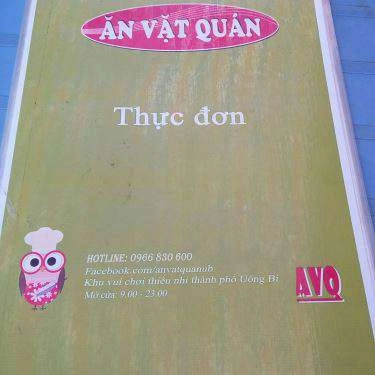 ĂN VẶT QUÁN
Thực đơn
HOTLINE: 0966 830 600
Facebook.com/anvatquanub
Khu vui chơi thiếu nhi thành phố Uông Bí
Mở cửa: 9.00 - 23.00
AVQ